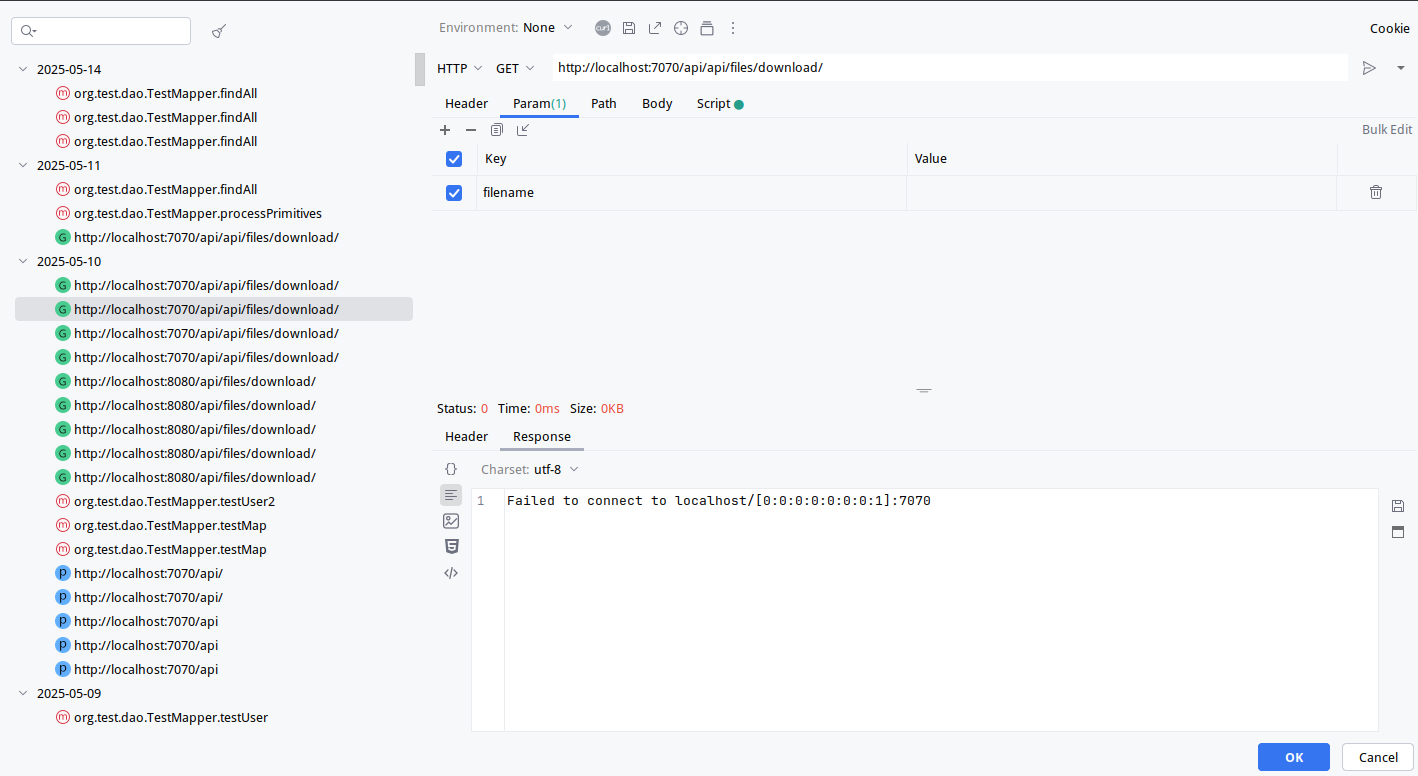 2025-05-14
m org.test.dao.TestMapper.findAll
m org.test.dao.TestMapper.findAll
m org.test.dao.TestMapper.findAll
2025-05-11
m org.test.dao.TestMapper.findAll
m org.test.dao.TestMapper.processPrimitives
G http://localhost:7070/api/api/files/download/
2025-05-10
G http://localhost:7070/api/api/files/download/
G http://localhost:7070/api/api/files/download/
G http://localhost:7070/api/api/files/download/
G http://localhost:7070/api/api/files/download/
G http://localhost:8080/api/files/download/
G http://localhost:8080/api/files/download/
G http://localhost:8080/api/files/download/
G http://localhost:8080/api/files/download/
G http://localhost:8080/api/files/download/
m org.test.dao.TestMapper.testUser2
m org.test.dao.TestMapper.testMap
m org.test.dao.TestMapper.testMap
p http://localhost:7070/api/
p http://localhost:7070/api/
p http://localhost:7070/api
p http://localhost:7070/api
p http://localhost:7070/api
2025-05-09
m org.test.dao.TestMapper.testUser
Environment: None curl Cookie
HTTP GET http://localhost:7070/api/api/files/download/
Header Param(1) Path Body Script
Bulk Edit
Key Value
filename
Status: 0 Time: 0ms Size: 0KB
Header Response
{} Charset: utf-8
1 Failed to connect to localhost/[0:0:0:0:0:0:0:1]:7070
OK Cancel